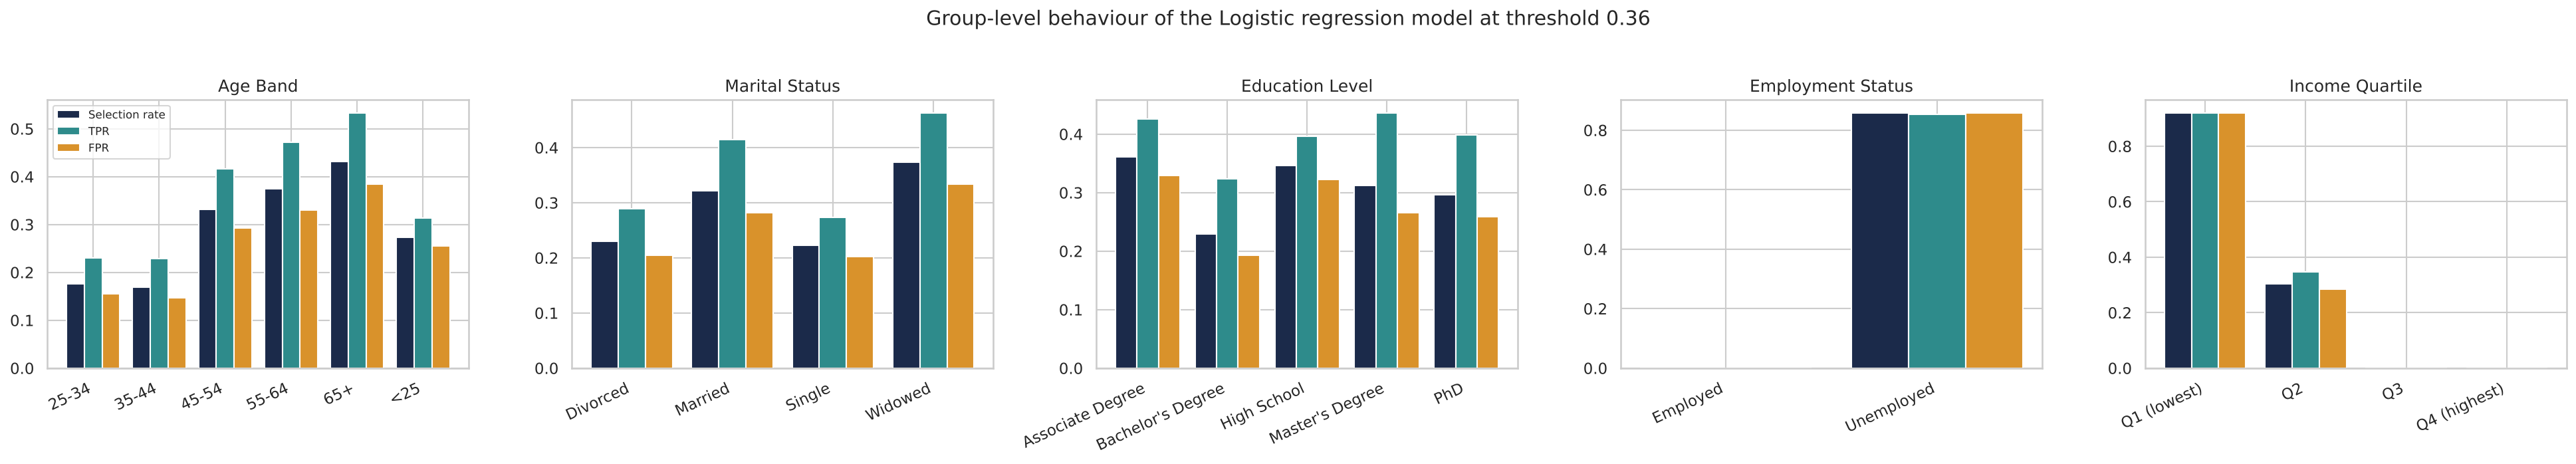 Group-level behaviour of the Logistic regression model at threshold 0.36
Age Band
Selection rate
TPR
FPR
0.5
0.4
0.3
0.2
0.1
0.0
25-34
35-44
45-54
55-64
65+
<25
Marital Status
0.4
0.3
0.2
0.1
0.0
Divorced
Married
Single
Widowed
Education Level
0.4
0.3
0.2
0.1
0.0
Associate Degree
Bachelor's Degree
High School
Master's Degree
PhD
Employment Status
0.8
0.6
0.4
0.2
0.0
Employed
Unemployed
Income Quartile
0.8
0.6
0.4
0.2
0.0
Q1 (lowest)
Q2
Q3
Q4 (highest)